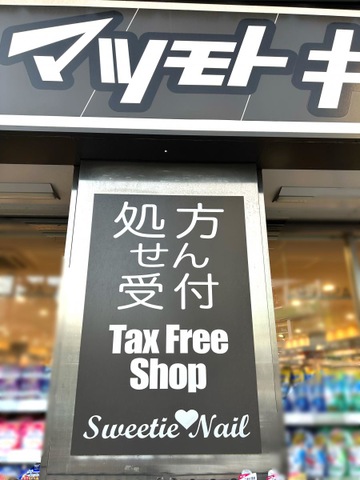 マツモトキ
処方
せん
受付
Tax Free
Shop
Sweetie♥Nail